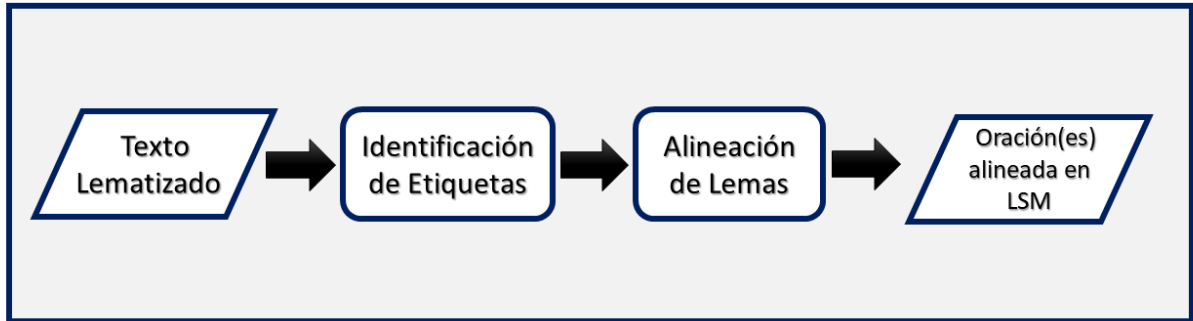 Texto
Lematizado
Identificación
de Etiquetas
Alineación
de Lemas
Oración(es)
alineada en
LSM